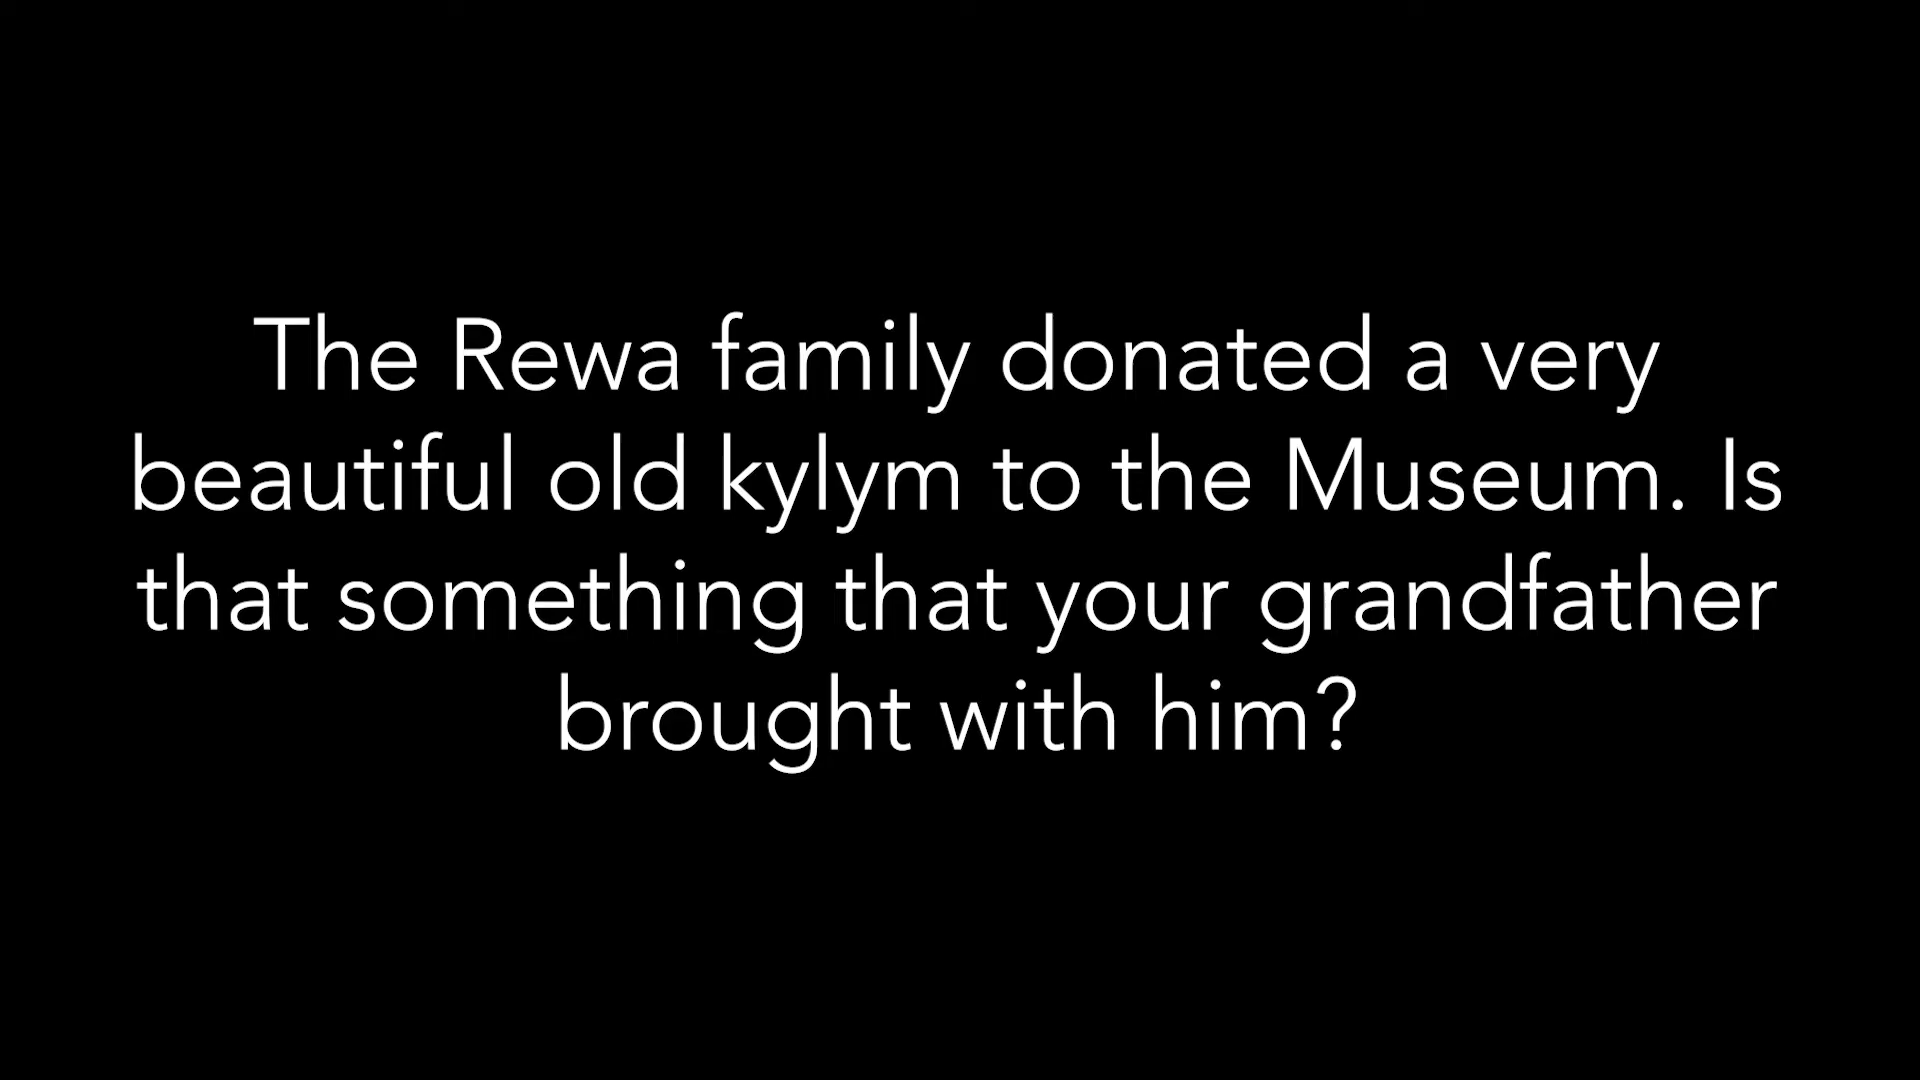 The Rewa family donated a very
beautiful old kylym to the Museum. Is
that something that your grandfather
brought with him?